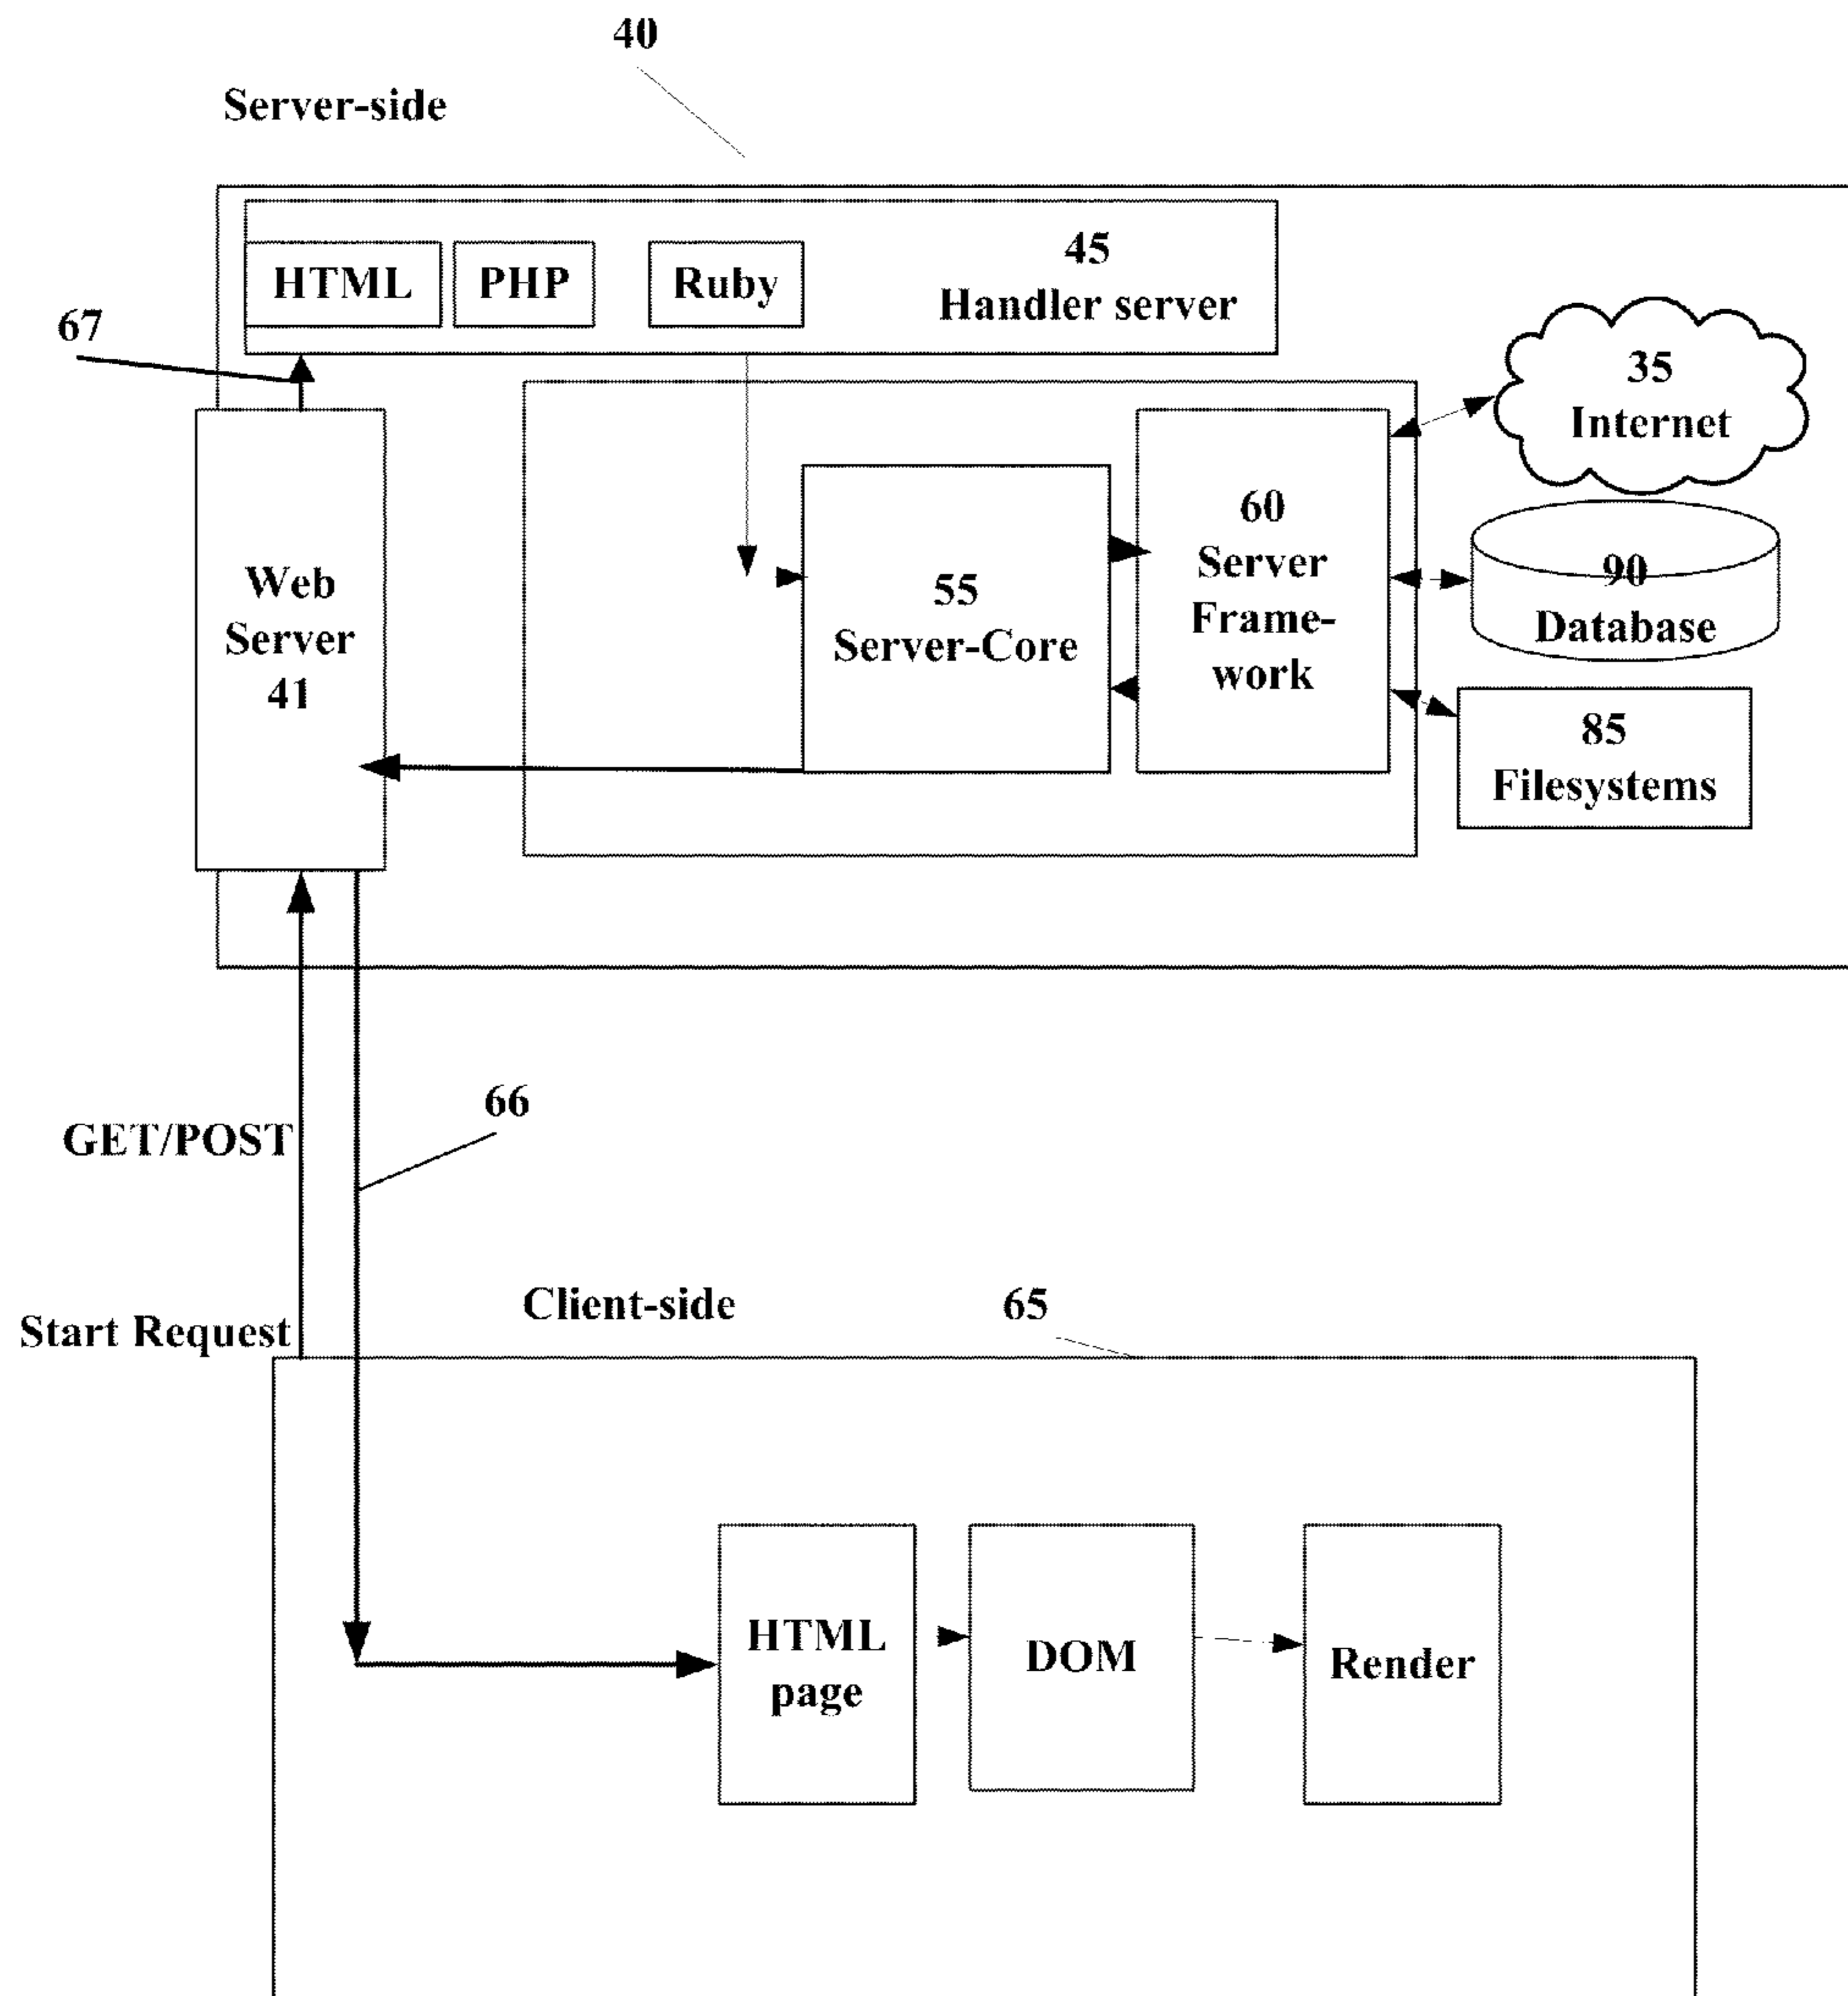 40
Server-side
HTML
PHP
Ruby
45
Handler server
67
35
Internet
60
Server
Frame-
work
90
Database
55
Server-Core
Web
Server
41
85
Filesystems
66
GET/POST
Client-side
65
Start Request
HTML
page
DOM
Render